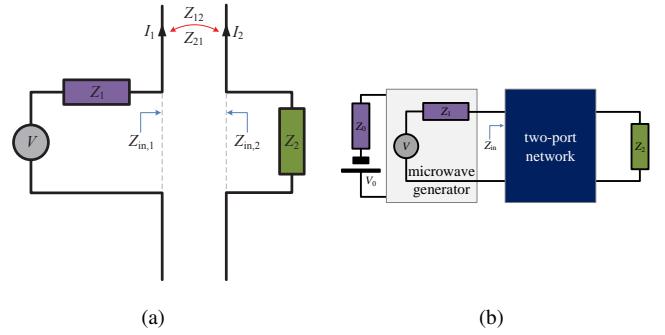 I1
Z12
Z21
I2
Z1
V
Zin,1
Zin,2
Z2
(a)
Z0
V0
Z1
V
microwave
generator
Zin
two-port
network
Z2
(b)